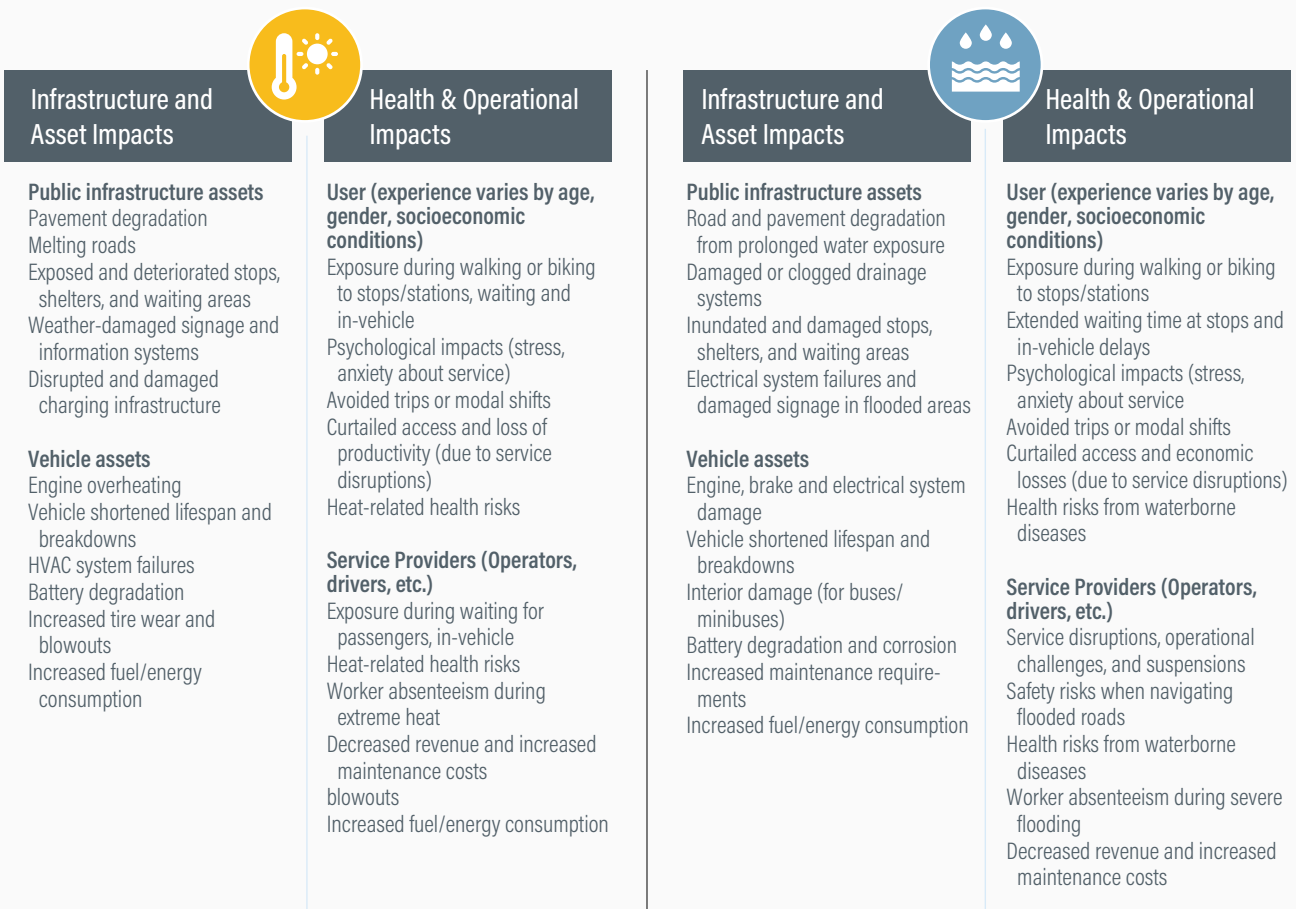 Infrastructure and
Asset Impacts
Public infrastructure assets
Pavement degradation
Melting roads
Exposed and deteriorated stops,
shelters, and waiting areas
Weather-damaged signage and
information systems
Disrupted and damaged
charging infrastructure
Vehicle assets
Engine overheating
Vehicle shortened lifespan and
breakdowns
HVAC system failures
Battery degradation
Increased tire wear and
blowouts
Increased fuel/energy
consumption
Health & Operational
Impacts
User (experience varies by age,
gender, socioeconomic
conditions)
Exposure during walking or biking
to stops/stations, waiting and
in-vehicle
Psychological impacts (stress,
anxiety about service)
Avoided trips or modal shifts
Curtailed access and loss of
productivity (due to service
disruptions)
Heat-related health risks
Service Providers (Operators,
drivers, etc.)
Exposure during waiting for
passengers, in-vehicle
Heat-related health risks
Worker absenteeism during
extreme heat
Decreased revenue and increased
maintenance costs
blowouts
Increased fuel/energy consumption
Infrastructure and
Asset Impacts
Public infrastructure assets
Road and pavement degradation
from prolonged water exposure
Damaged or clogged drainage
systems
Inundated and damaged stops,
shelters, and waiting areas
Electrical system failures and
damaged signage in flooded areas
Vehicle assets
Engine, brake and electrical system
damage
Vehicle shortened lifespan and
breakdowns
Interior damage (for buses/
minibuses)
Battery degradation and corrosion
Increased maintenance require-
ments
Increased fuel/energy consumption
Health & Operational
Impacts
User (experience varies by age,
gender, socioeconomic
conditions)
Exposure during walking or biking
to stops/stations
Extended waiting time at stops and
in-vehicle delays
Psychological impacts (stress,
anxiety about service
Avoided trips or modal shifts
Curtailed access and economic
losses (due to service disruptions)
Health risks from waterborne
diseases
Service Providers (Operators,
drivers, etc.)
Service disruptions, operational
challenges, and suspensions
Safety risks when navigating
flooded roads
Health risks from waterborne
diseases
Worker absenteeism during severe
flooding
Decreased revenue and increased
maintenance costs